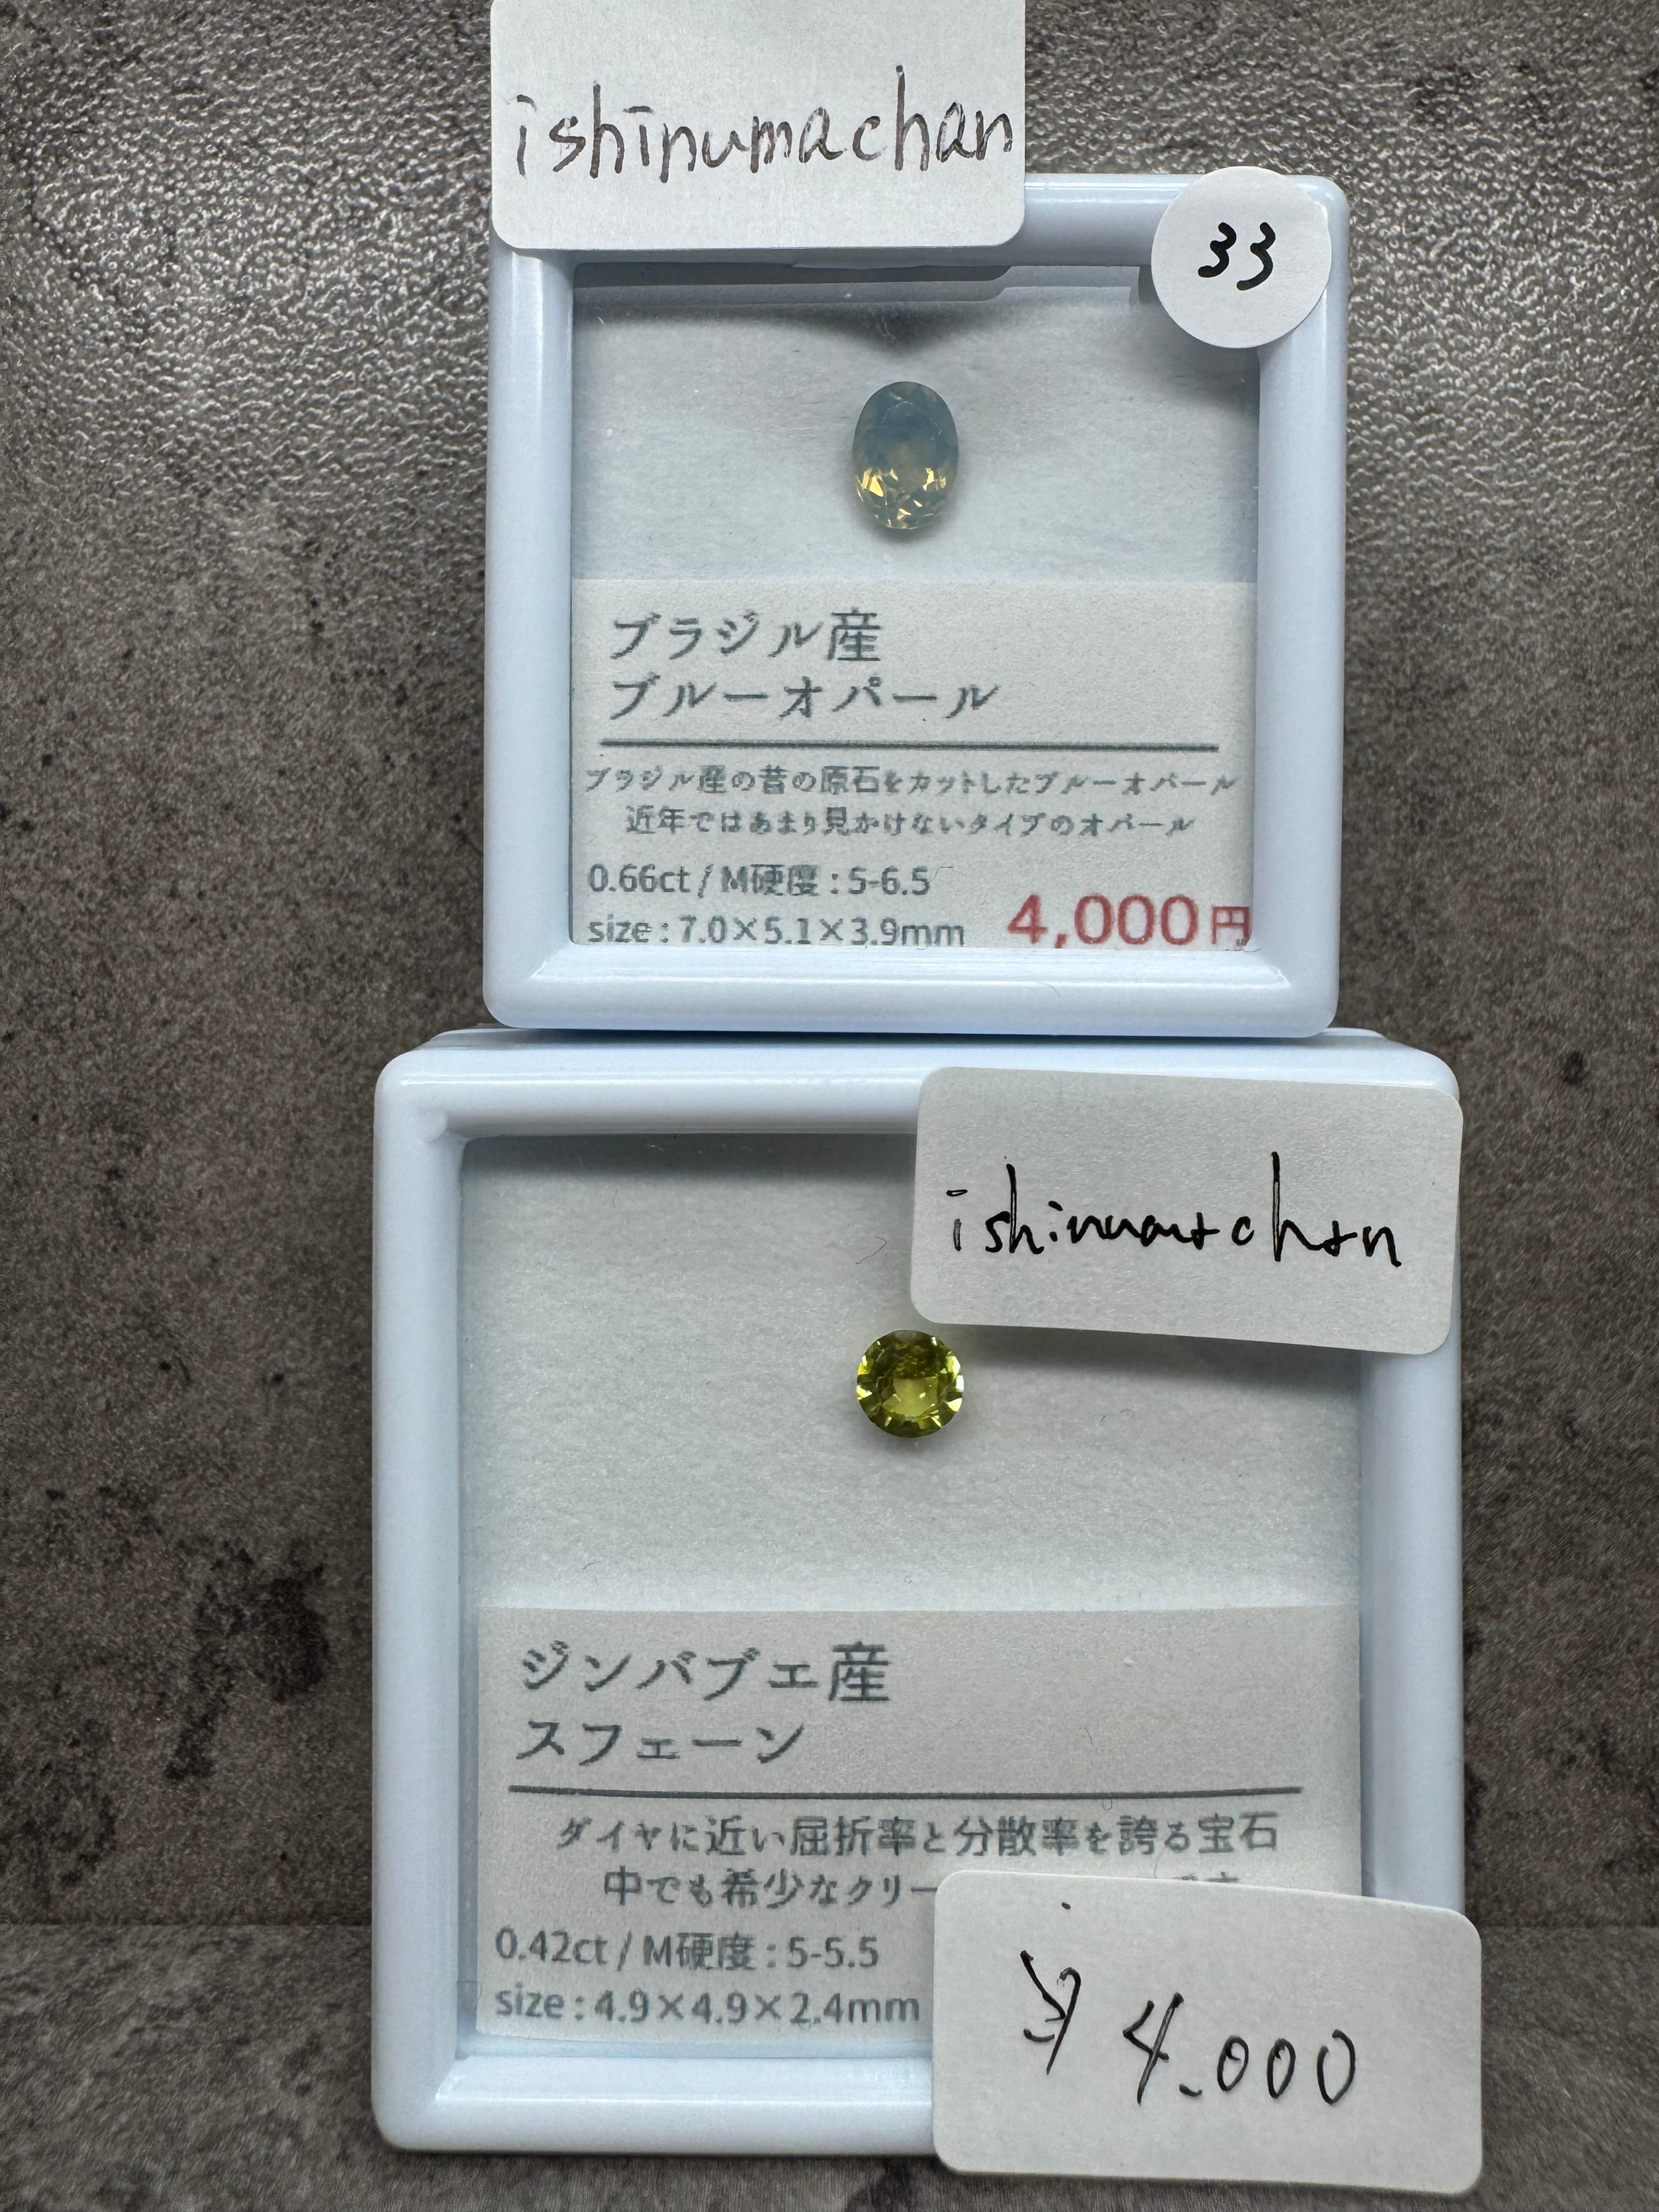 ishinumachan
33
ブラジル産
ブルーオパール
ブラジル産の昔の原石をカットしたブルーオパール
近年ではあまり見かけないタイプのオパール
0.66ct / M硬度 : 5-6.5
size : 7.0×5.1×3.9mm
4,000円
ishinumachan
ジンバブエ産
スフェーン
ダイヤに近い屈折率と分散率を誇る宝石
中でも希少なクリー
0.42ct / M硬度 : 5-5.5
size : 4.9×4.9×2.4mm
¥4.000